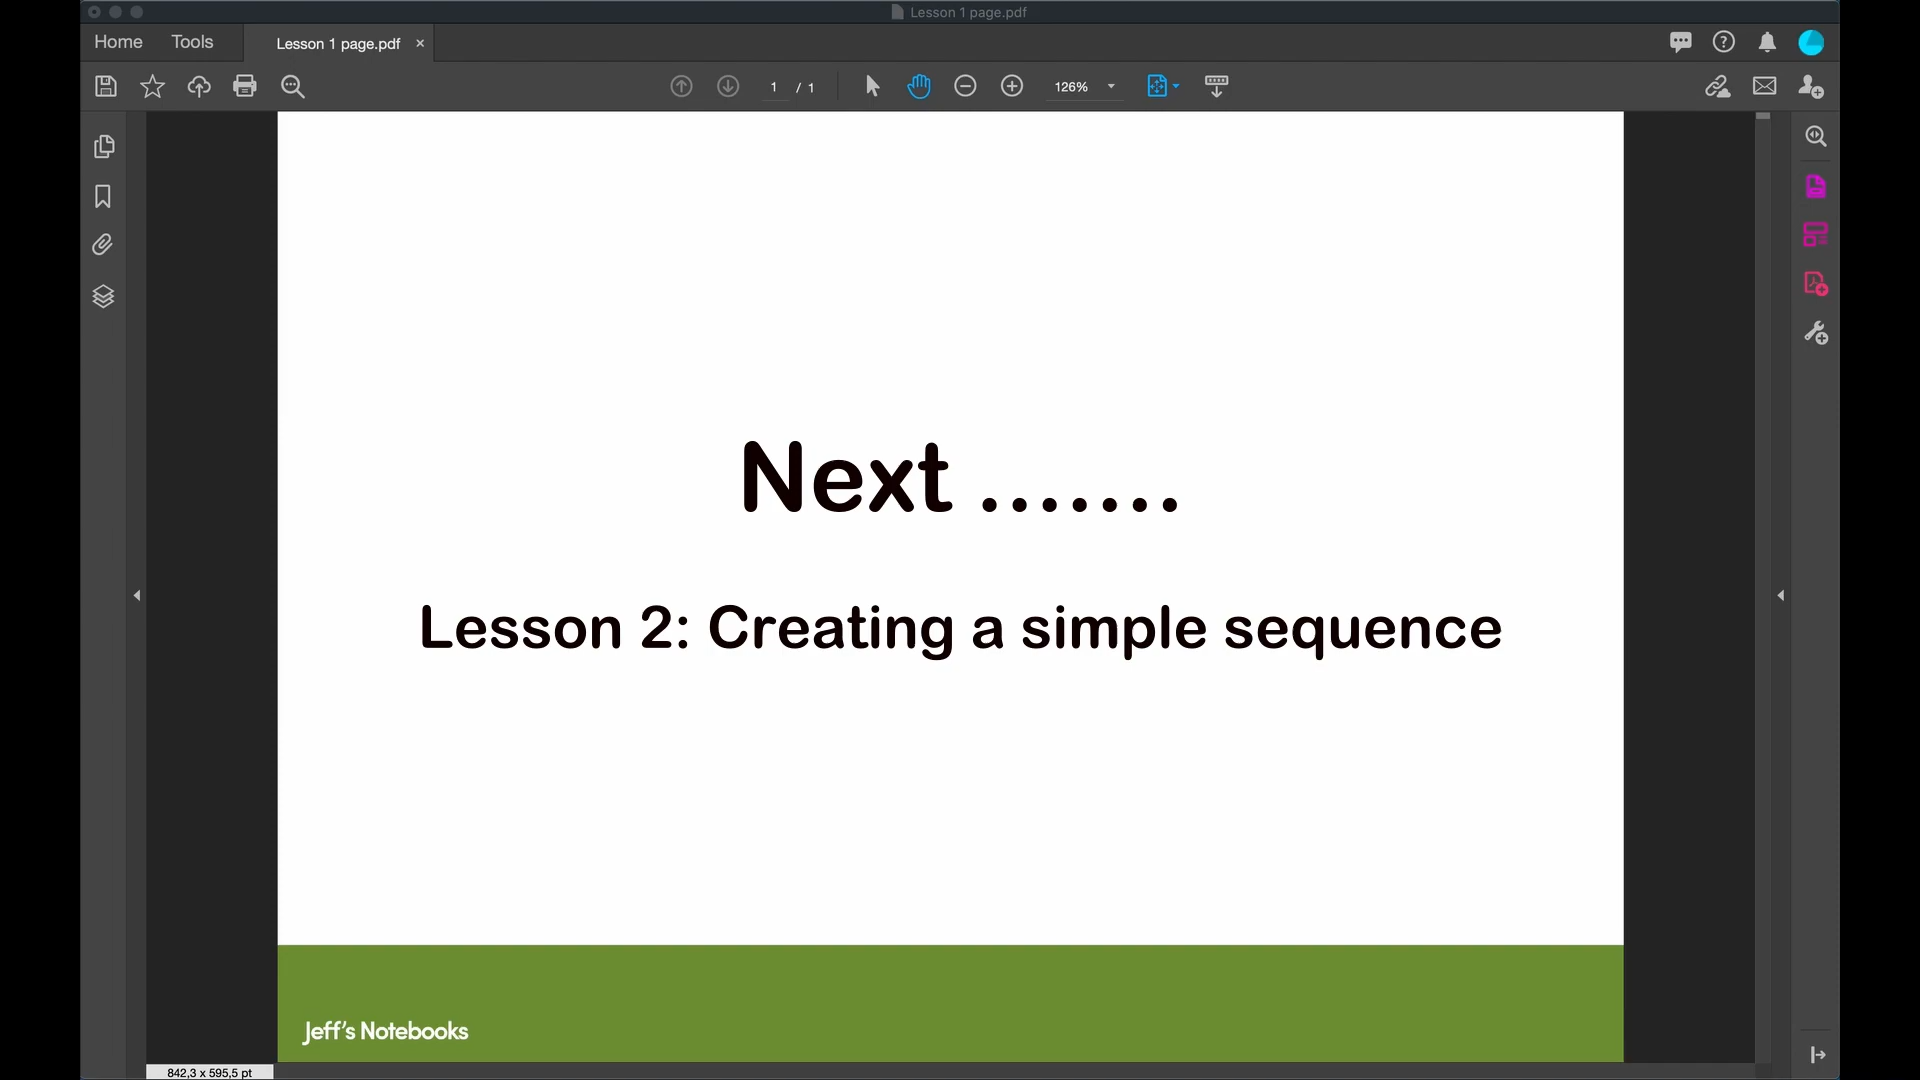 Lesson 1 page.pdf
Home Tools Lesson 1 page.pdf ×
1 / 1 126%
Next .......
Lesson 2: Creating a simple sequence
Jeff's Notebooks
842,3 x 595,5 pt